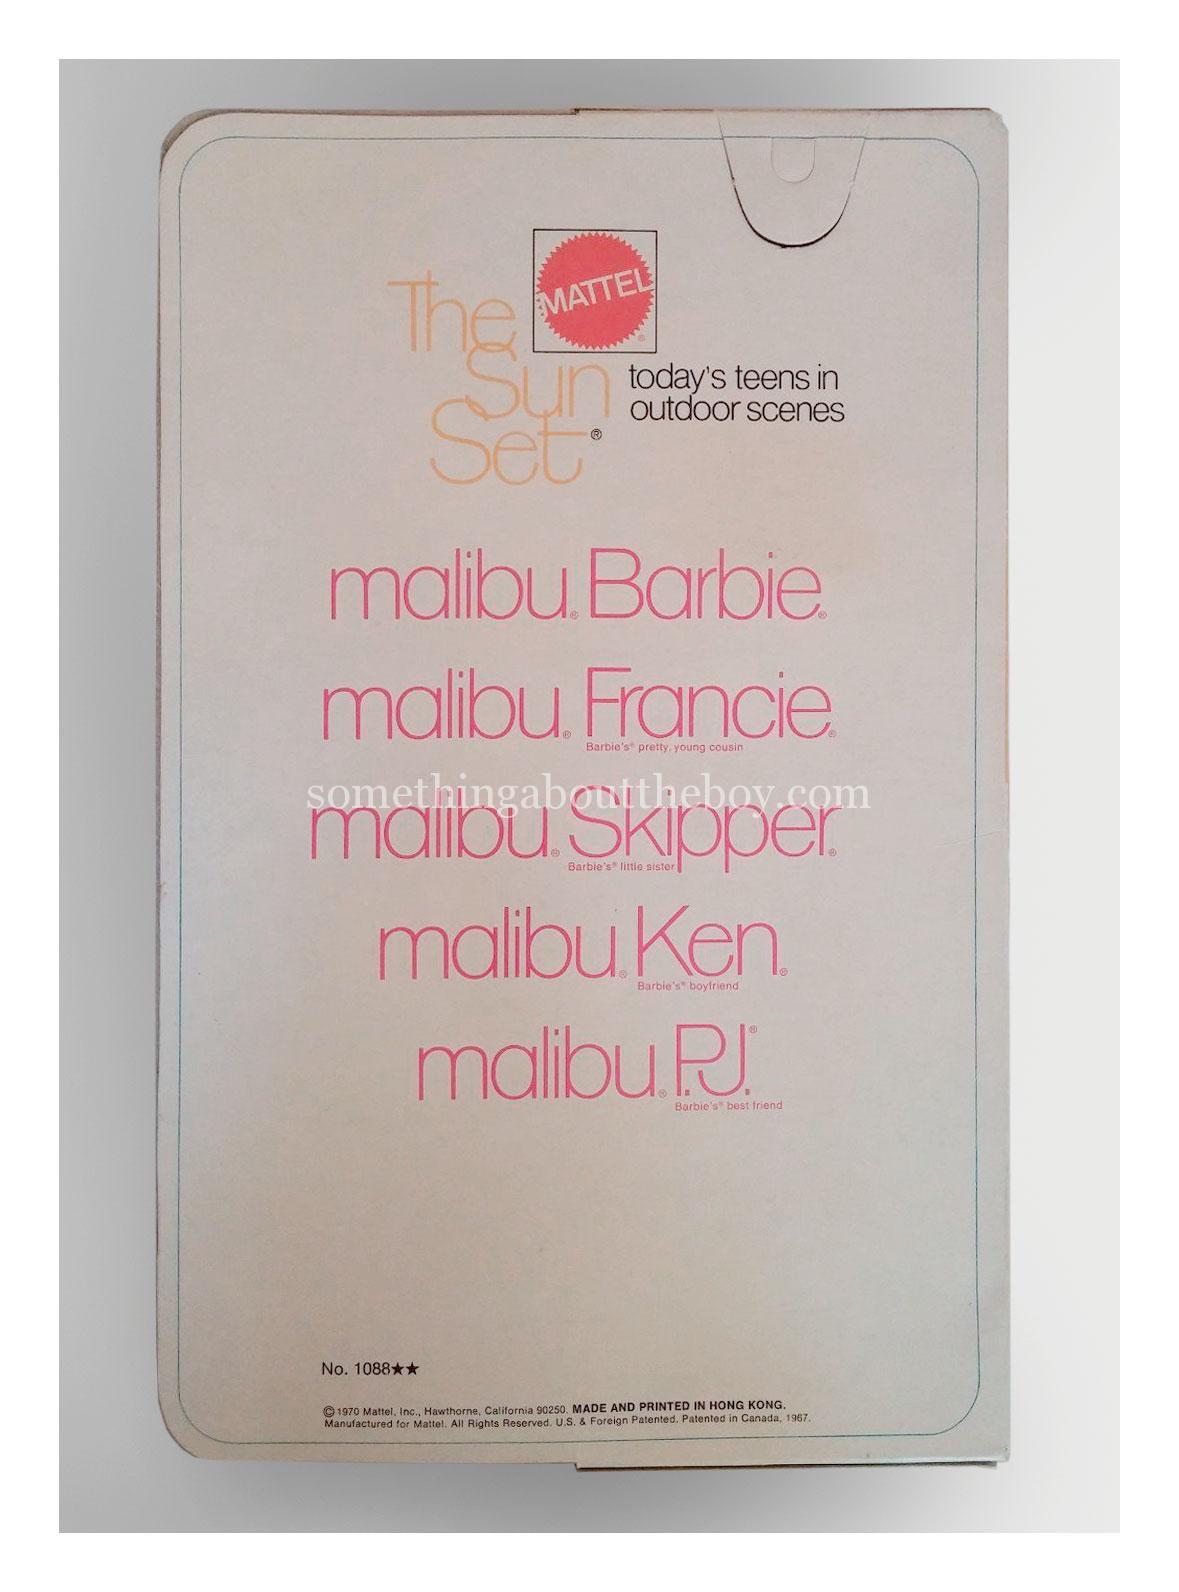 MATTEL®
The
Sun
Set®
today's teens in
outdoor scenes
malibu® Barbie®
malibu® Francie®
Barbie's® pretty, young cousin
somethingabouttheboy.com
malibu® Skipper®
Barbie's® little sister
malibu® Ken®
Barbie's® boyfriend
malibu® P.J.®
Barbie's® best friend
No. 1088★★
©1970 Mattel, Inc., Hawthorne, California 90250. MADE AND PRINTED IN HONG KONG.
Manufactured for Mattel. All Rights Reserved. U.S. & Foreign Patented. Patented in Canada, 1967.